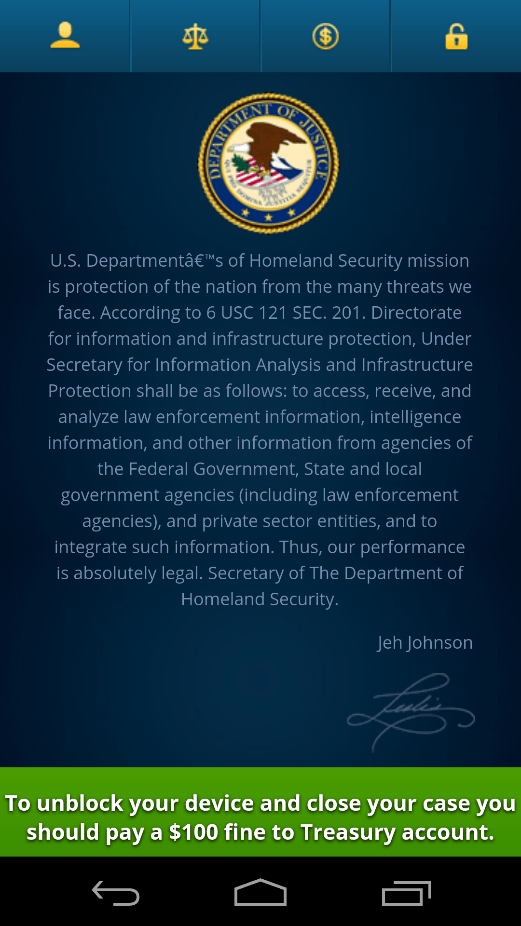 DEPARTMENT OF JUSTICE
QUI PRO DOMINA JUSTITIA SEQUITUR
U.S. Departmentâ€™s of Homeland Security mission
is protection of the nation from the many threats we
face. According to 6 USC 121 SEC. 201. Directorate
for information and infrastructure protection, Under
Secretary for Information Analysis and Infrastructure
Protection shall be as follows: to access, receive, and
analyze law enforcement information, intelligence
information, and other information from agencies of
the Federal Government, State and local
government agencies (including law enforcement
agencies), and private sector entities, and to
integrate such information. Thus, our performance
is absolutely legal. Secretary of The Department of
Homeland Security.
Jeh Johnson
To unblock your device and close your case you
should pay a $100 fine to Treasury account.